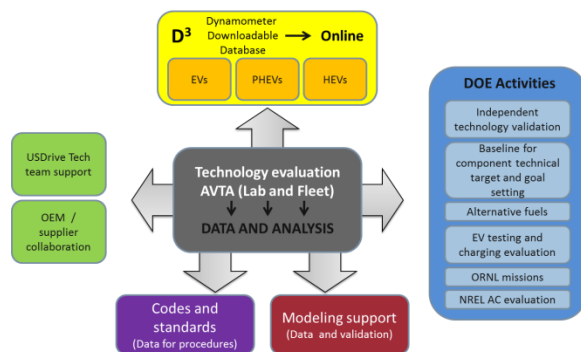 D³ Dynamometer Downloadable Database Online
EVs
PHEVs
HEVs
USDrive Tech
team support
OEM /
supplier
collaboration
Technology evaluation
AVTA (Lab and Fleet)
DATA AND ANALYSIS
Codes and
standards
(Data for procedures)
Modeling support
(Data and validation)
DOE Activities
Independent
technology validation
Baseline for
component technical
target and goal
setting
Alternative fuels
EV testing and
charging evaluation
ORNL missions
NREL AC evaluation